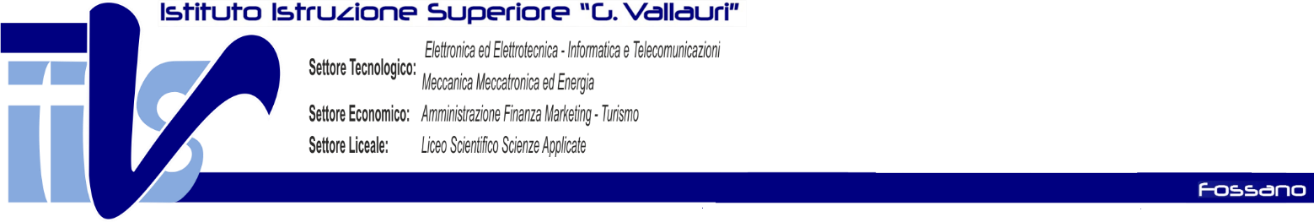 Istituto Istruzione Superiore "G. Vallauri"
Settore Tecnologico: Elettronica ed Elettrotecnica - Informatica e Telecomunicazioni
Meccanica Meccatronica ed Energia
Settore Economico: Amministrazione Finanza Marketing - Turismo
Settore Liceale: Liceo Scientifico Scienze Applicate
IIS V
Fossano